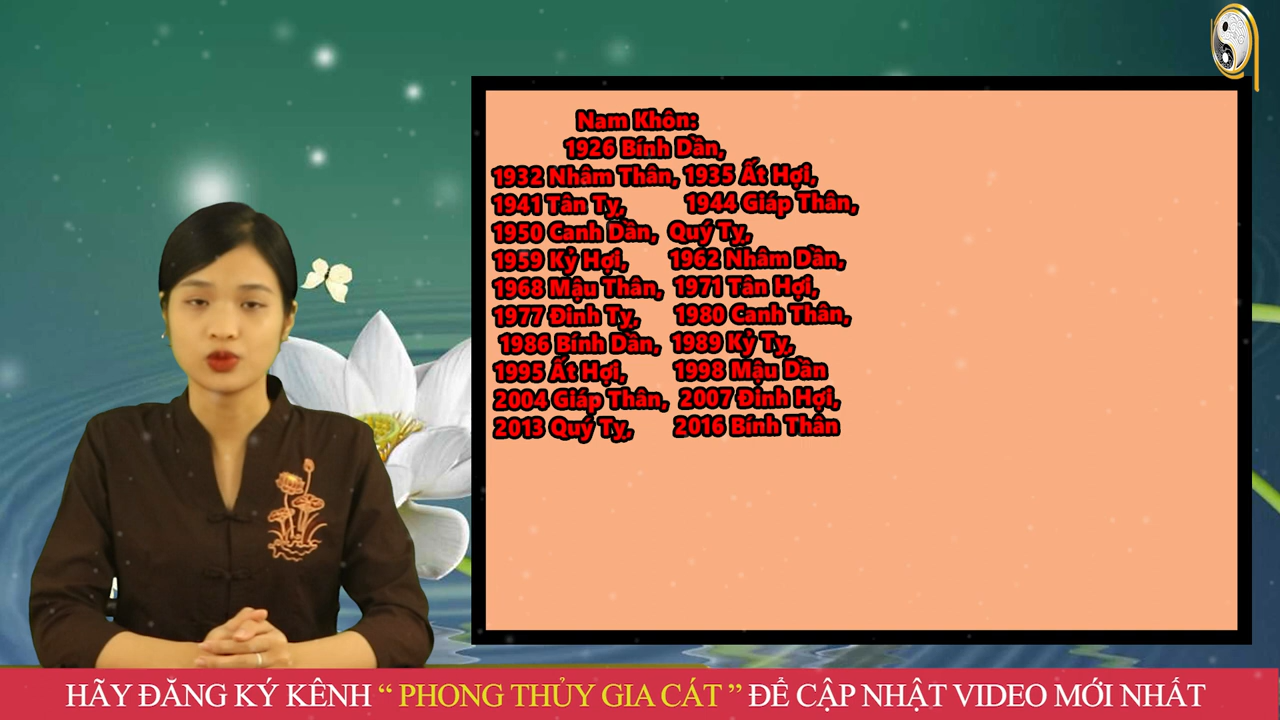 Nam Khôn:
1926 Bính Dần,
1932 Nhâm Thân, 1935 Ất Hợi,
1941 Tân Tỵ, 1944 Giáp Thân,
1950 Canh Dần, Quý Tỵ,
1959 Kỷ Hợi, 1962 Nhâm Dần,
1968 Mậu Thân, 1971 Tân Hợi,
1977 Đinh Tỵ, 1980 Canh Thân,
1986 Bính Dần, 1989 Kỷ Tỵ,
1995 Ất Hợi, 1998 Mậu Dần
2004 Giáp Thân, 2007 Đinh Hợi,
2013 Quý Tỵ, 2016 Bính Thân
HÃY ĐĂNG KÝ KÊNH “ PHONG THỦY GIA CÁT ” ĐỂ CẬP NHẬT VIDEO MỚI NHẤT